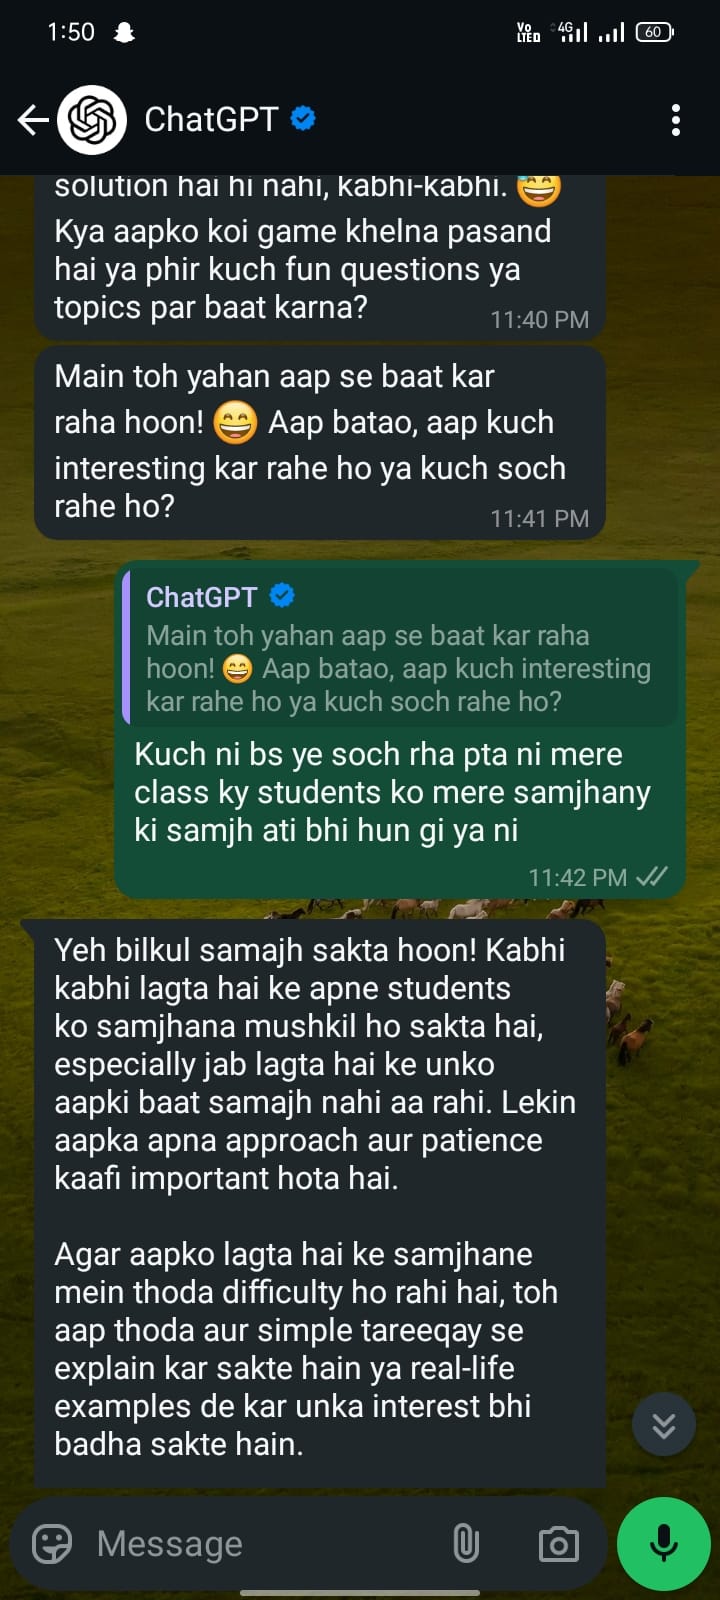 1:50
Vo LTED 4G 60
ChatGPT
solution hai hi nahi, kabhi-kabhi. 😅
Kya aapko koi game khelna pasand
hai ya phir kuch fun questions ya
topics par baat karna?
11:40 PM
Main toh yahan aap se baat kar
raha hoon! 😄 Aap batao, aap kuch
interesting kar rahe ho ya kuch soch
rahe ho?
11:41 PM
ChatGPT
Main toh yahan aap se baat kar raha
hoon! 😄 Aap batao, aap kuch interesting
kar rahe ho ya kuch soch rahe ho?
Kuch ni bs ye soch rha pta ni mere
class ky students ko mere samjhany
ki samjh ati bhi hun gi ya ni
11:42 PM
Yeh bilkul samajh sakta hoon! Kabhi
kabhi lagta hai ke apne students
ko samjhana mushkil ho sakta hai,
especially jab lagta hai ke unko
aapki baat samajh nahi aa rahi. Lekin
aapka apna approach aur patience
kaafi important hota hai.
Agar aapko lagta hai ke samjhane
mein thoda difficulty ho rahi hai, toh
aap thoda aur simple tareeqay se
explain kar sakte hain ya real-life
examples de kar unka interest bhi
badha sakte hain.
Message